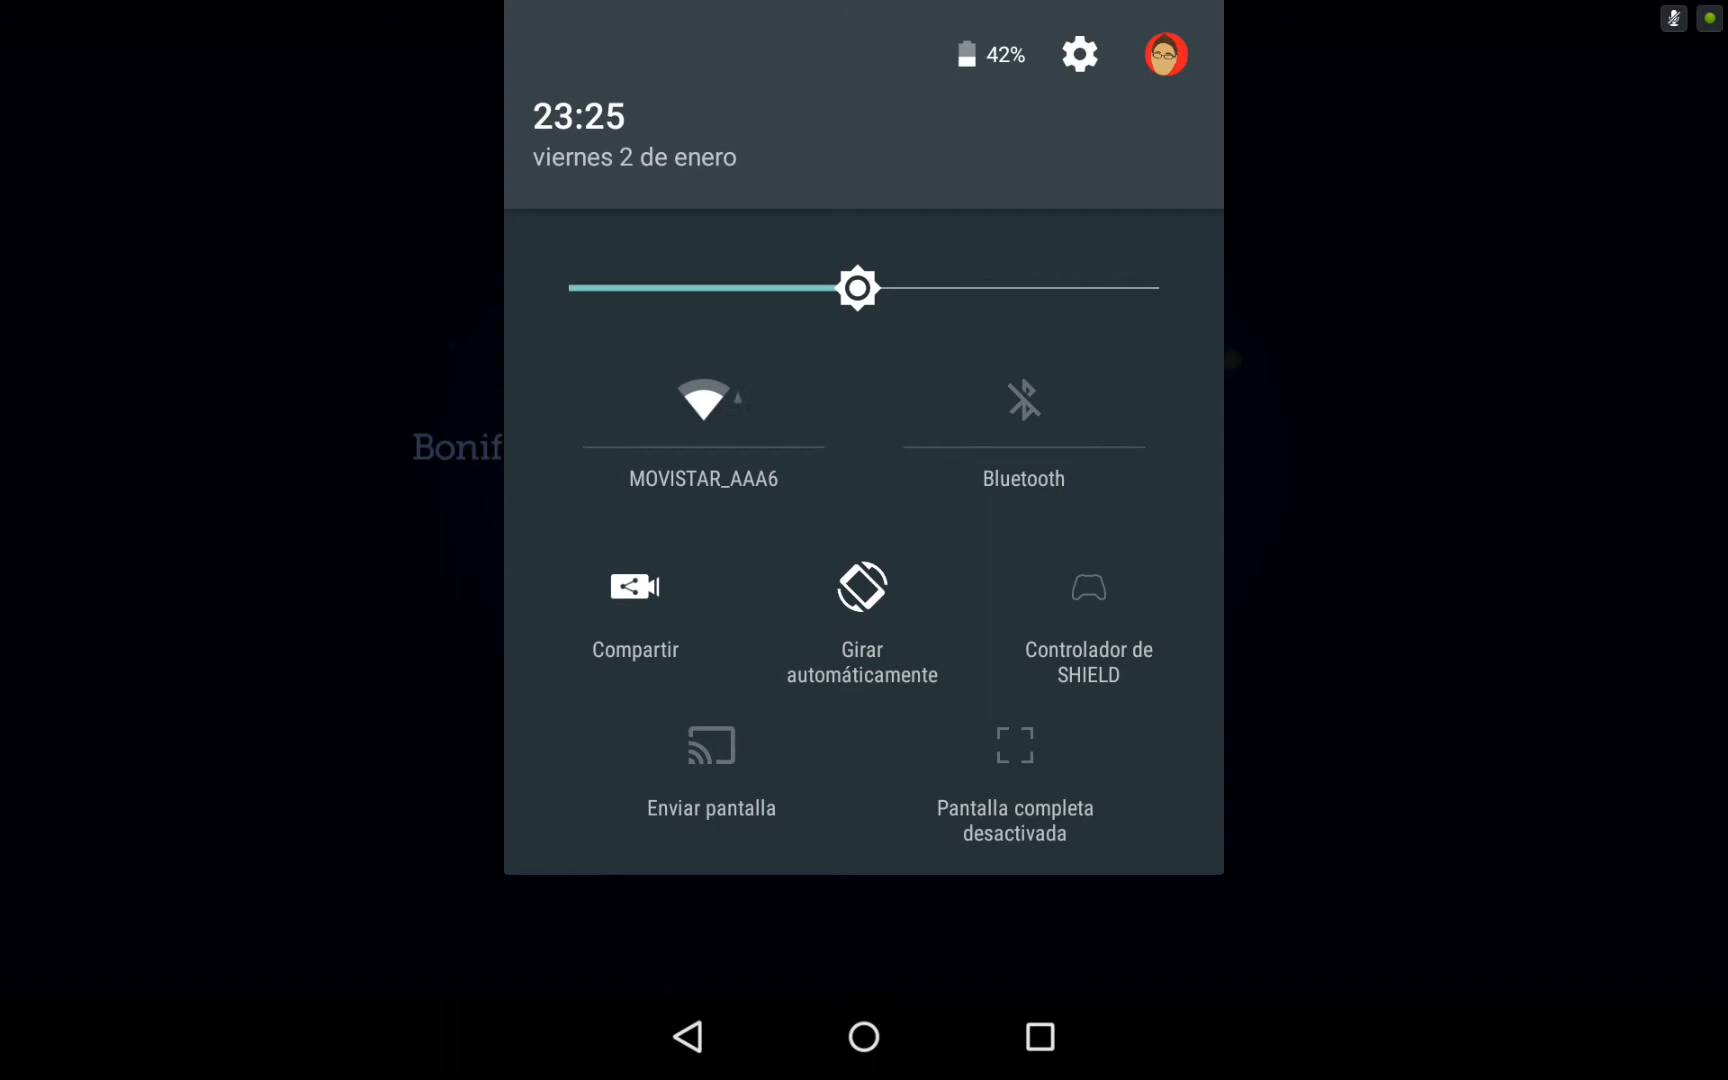 42%
23:25
viernes 2 de enero
Bonif
MOVISTAR_AAA6
Bluetooth
Compartir
Girar
automáticamente
Controlador de
SHIELD
Enviar pantalla
Pantalla completa
desactivada